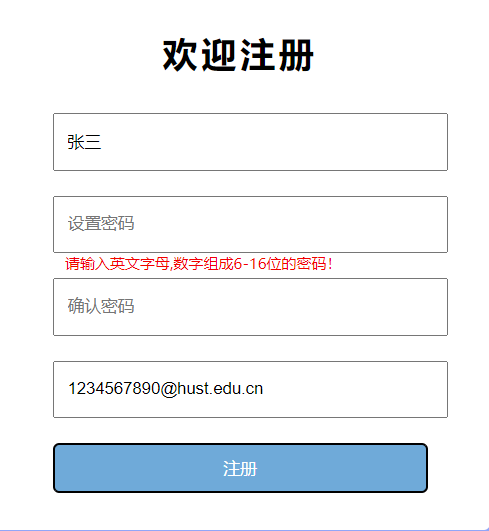 欢迎注册
张三
设置密码
请输入英文字母,数字组成6-16位的密码!
确认密码
1234567890@hust.edu.cn
注册